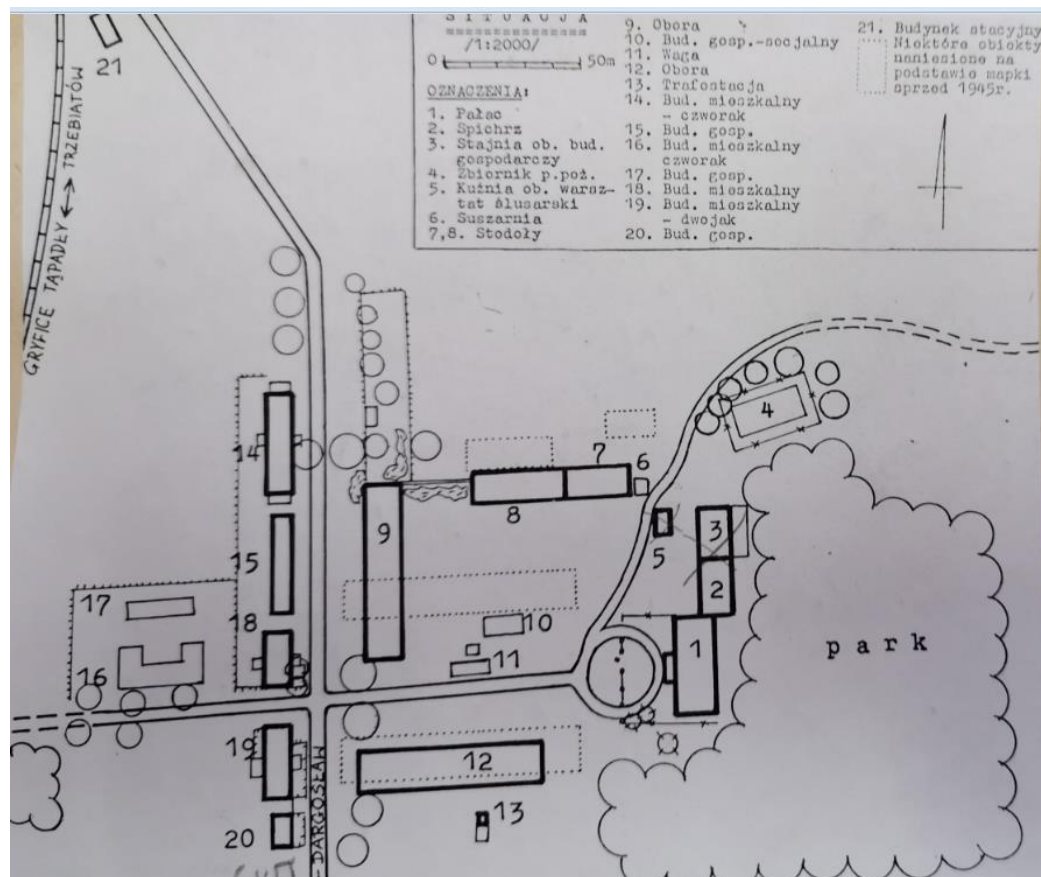 S Y T U A C J A
/1:2000/
0 50m
OZNACZENIA:
1. Pałac
2. Spichrz
3. Stajnia ob. bud.
gospodarczy
4. Zbiornik p.poż.
5. Kuźnia ob. warsz-
tat ślusarski
6. Suszarnia
7,8. Stodoły
9. Obora
10. Bud. gosp.-socjalny
11. Waga
12. Obora
13. Trafostacja
14. Bud. mieszkalny
- czworak
15. Bud. gosp.
16. Bud. mieszkalny
czworak
17. Bud. gosp.
18. Bud. mieszkalny
19. Bud. mieszkalny
- dwojak
20. Bud. gosp.
21. Budynek stacyjny
Niektóre obiekty
naniesione na
podstawie mapki
sprzed 1945r.
21
GRYFICE TĄPADŁY ↔ TRZEBIATÓW
4
14
7
6
8
9
5
3
15
2
17
10
18
1
park
11
16
19
12
DARGOSŁAW
13
20